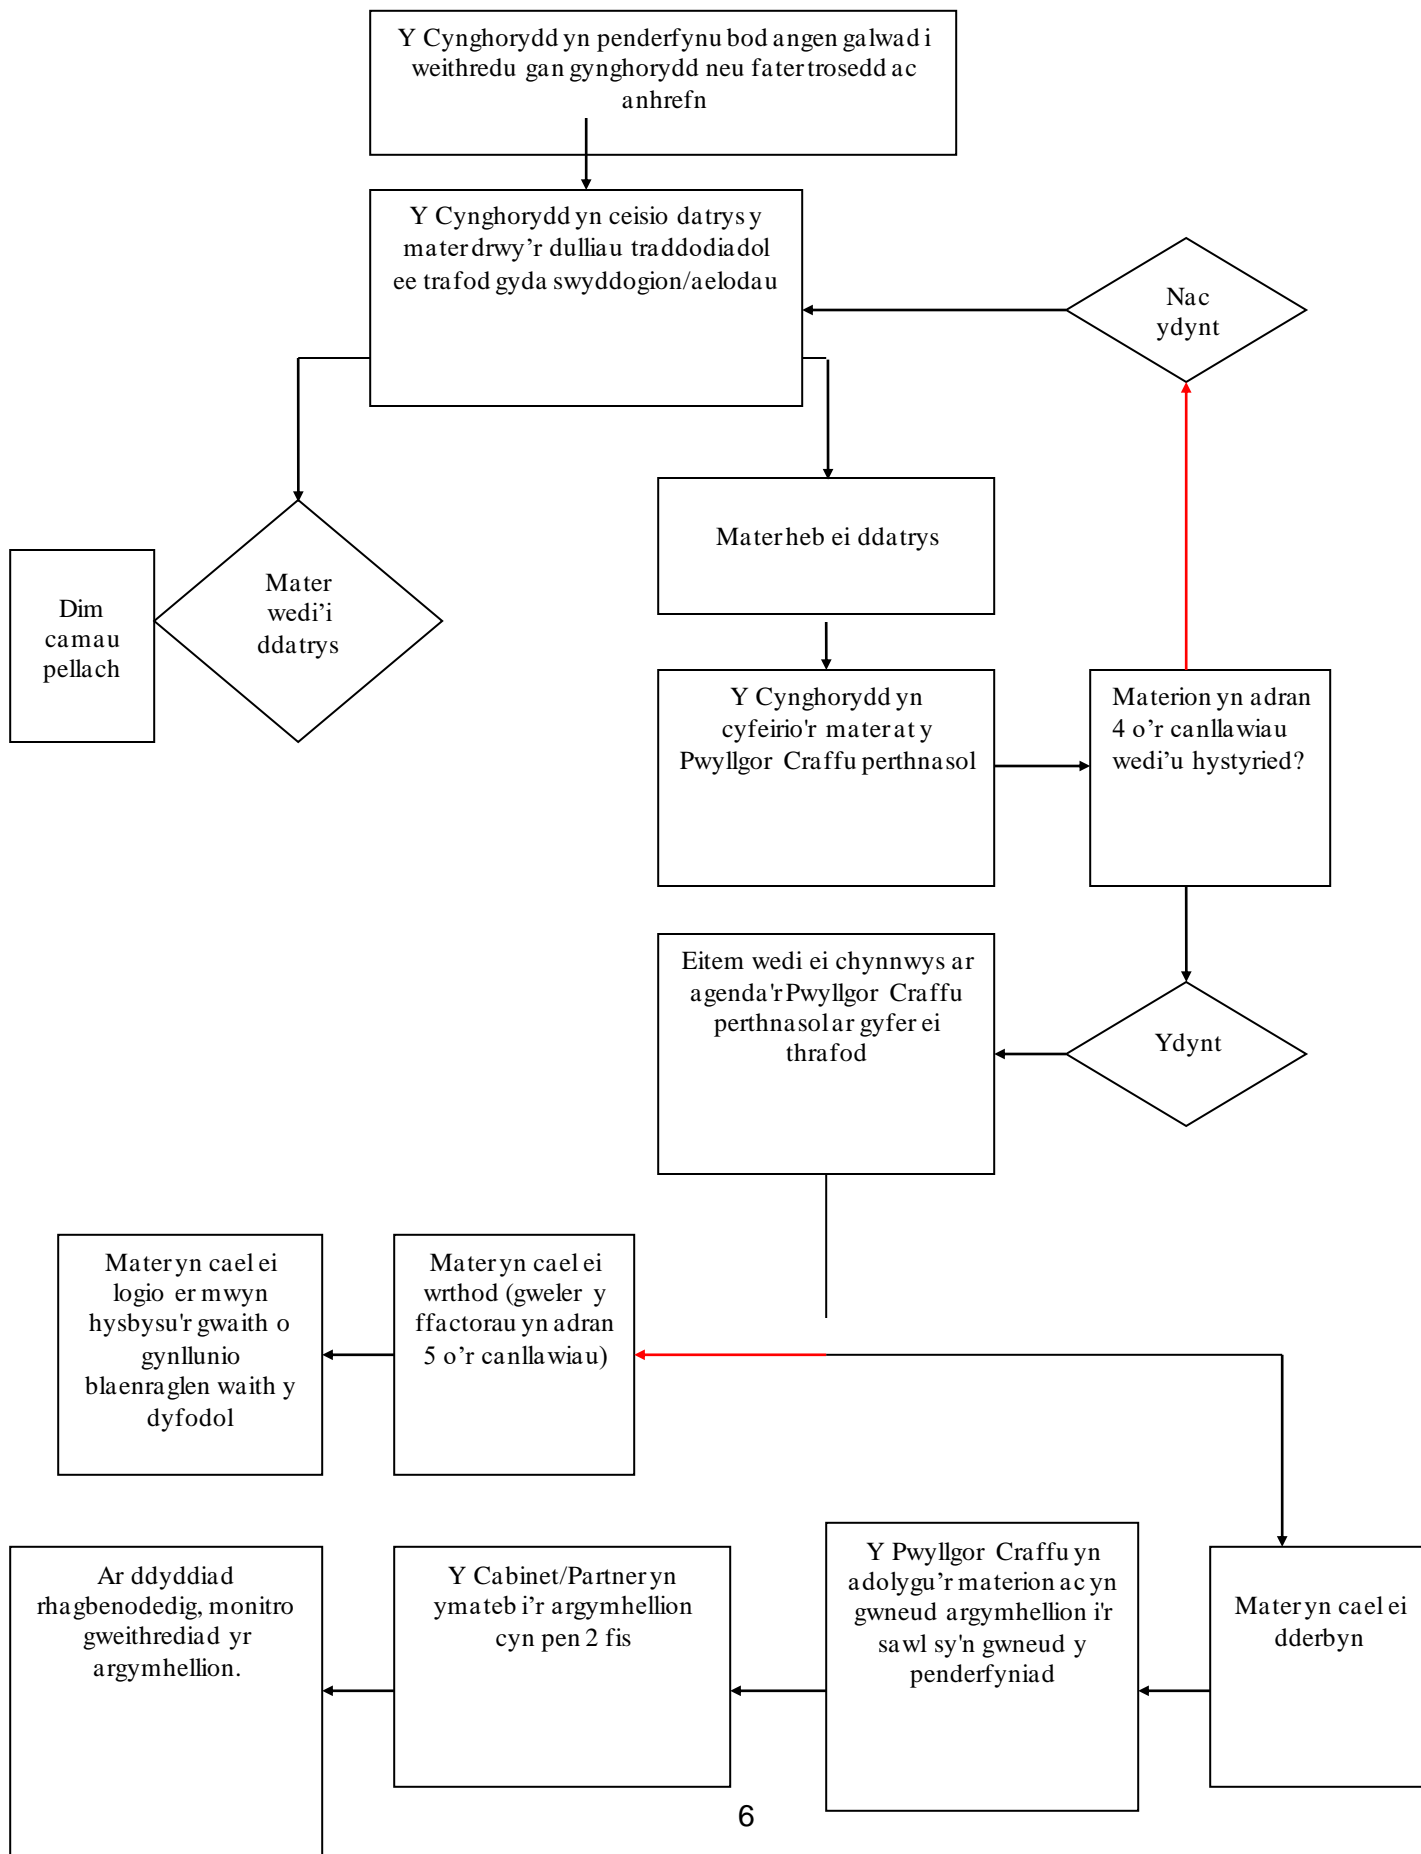 Y Cynghorydd yn penderfynu bod angen galwad i
weithredu gan gynghorydd neu fater trosedd ac
anhrefn
Y Cynghorydd yn ceisio datrys y
mater drwy’r dulliau traddodiadol
ee trafod gyda swyddogion/aelodau
Nac
ydynt
Mater heb ei ddatrys
Mater
wedi’i
ddatrys
Dim
camau
pellach
Y Cynghorydd yn
cyfeirio'r mater at y
Pwyllgor Craffu perthnasol
Materion yn adran
4 o’r canllawiau
wedi’u hystyried?
Eitem wedi ei chynnwys ar
agenda'r Pwyllgor Craffu
perthnasol ar gyfer ei
thrafod
Ydynt
Mater yn cael ei
logio er mwyn
hysbysu'r gwaith o
gynllunio
blaenraglen waith y
dyfodol
Mater yn cael ei
wrthod (gweler y
ffactorau yn adran
5 o’r canllawiau)
Ar ddyddiad
rhagbenodedig, monitro
gweithrediad yr
argymhellion.
Y Cabinet/Partner yn
ymateb i’r argymhellion
cyn pen 2 fis
Y Pwyllgor Craffu yn
adolygu’r materion ac yn
gwneud argymhellion i'r
sawl sy'n gwneud y
penderfyniad
Mater yn cael ei
dderbyn
6